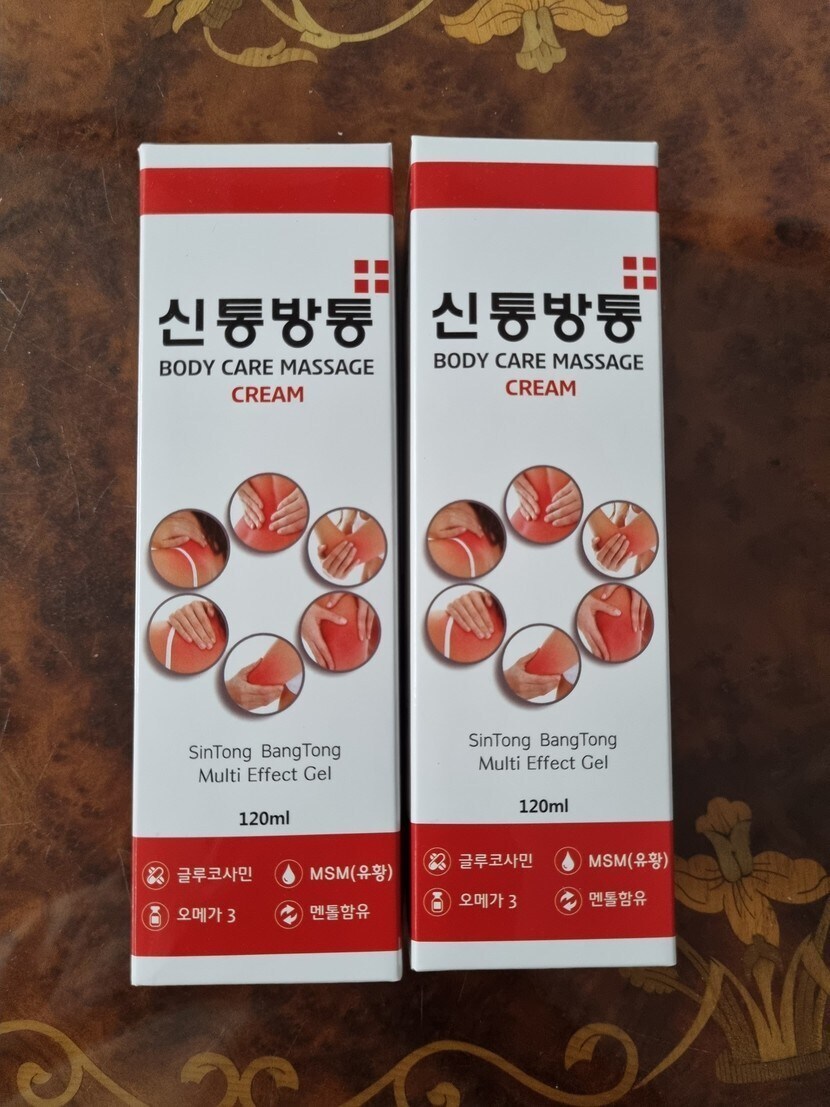 신통방통
BODY CARE MASSAGE
CREAM
SinTong BangTong
Multi Effect Gel
120ml
글루코사민
MSM(유황)
오메가 3
멘톨함유
신통방통
BODY CARE MASSAGE
CREAM
SinTong BangTong
Multi Effect Gel
120ml
글루코사민
MSM(유황)
오메가 3
멘톨함유